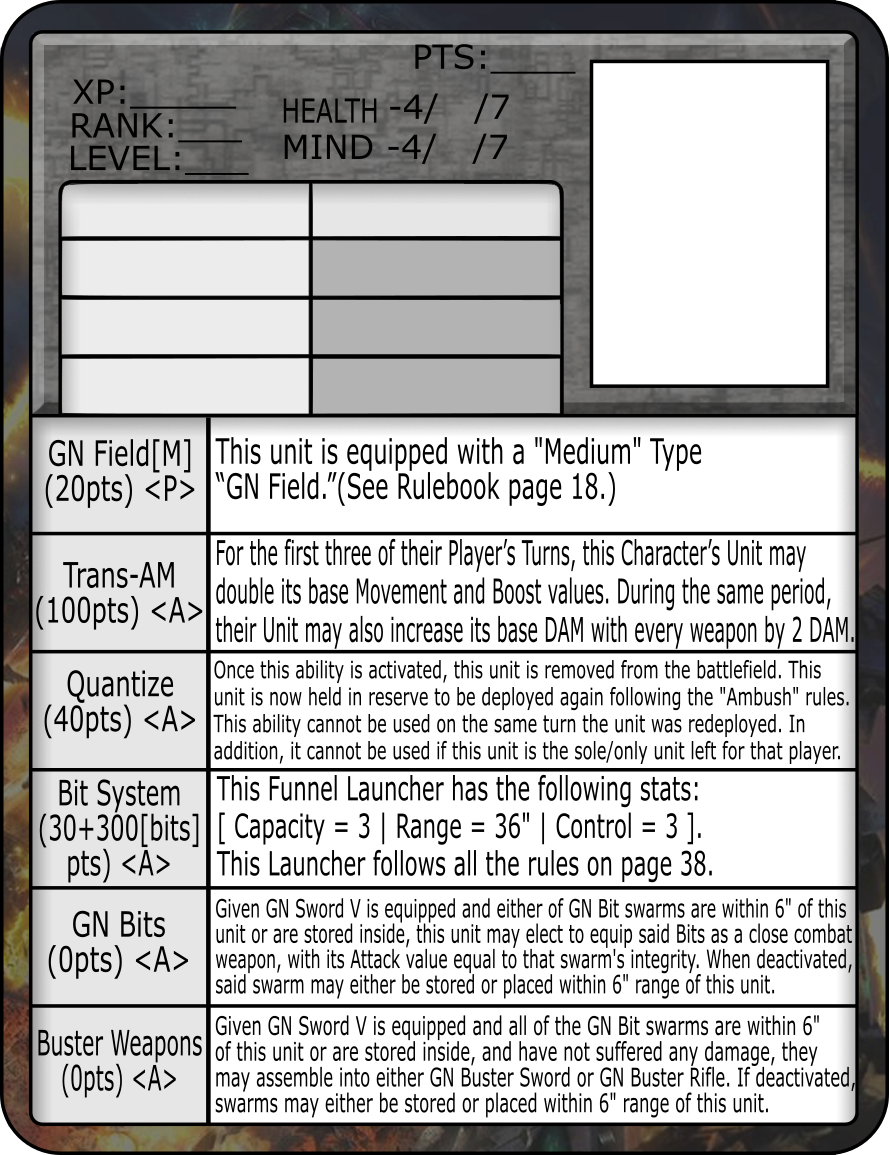 PTS:____
XP:_____
RANK:___
LEVEL:___
HEALTH -4/ /7
MIND -4/ /7
GN Field[M]
(20pts) <P>
This unit is equipped with a "Medium" Type
“GN Field.”(See Rulebook page 18.)
Trans-AM
(100pts) <A>
For the first three of their Player’s Turns, this Character’s Unit may
double its base Movement and Boost values. During the same period,
their Unit may also increase its base DAM with every weapon by 2 DAM.
Quantize
(40pts) <A>
Once this ability is activated, this unit is removed from the battlefield. This
unit is now held in reserve to be deployed again following the "Ambush" rules.
This ability cannot be used on the same turn the unit was redeployed. In
addition, it cannot be used if this unit is the sole/only unit left for that player.
Bit System
(30+300[bits]
pts) <A>
This Funnel Launcher has the following stats:
[ Capacity = 3 | Range = 36" | Control = 3 ].
This Launcher follows all the rules on page 38.
GN Bits
(0pts) <A>
Given GN Sword V is equipped and either of GN Bit swarms are within 6" of this
unit or are stored inside, this unit may elect to equip said Bits as a close combat
weapon, with its Attack value equal to that swarm's integrity. When deactivated,
said swarm may either be stored or placed within 6" range of this unit.
Buster Weapons
(0pts) <A>
Given GN Sword V is equipped and all of the GN Bit swarms are within 6"
of this unit or are stored inside, and have not suffered any damage, they
may assemble into either GN Buster Sword or GN Buster Rifle. If deactivated,
swarms may either be stored or placed within 6" range of this unit.